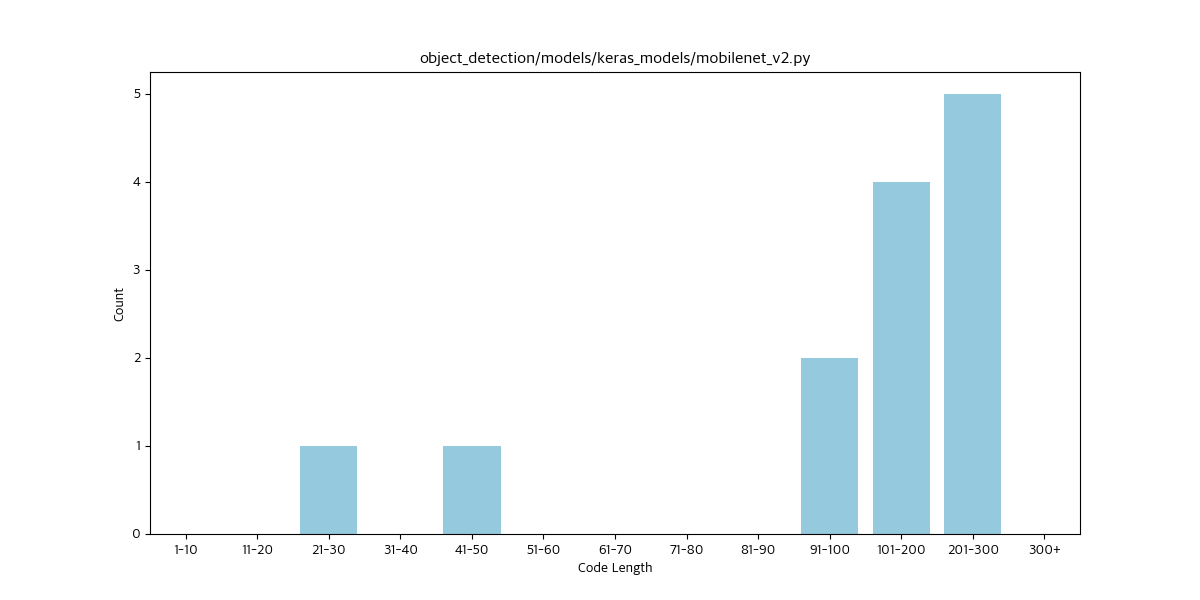 object_detection/models/keras_models/mobilenet_v2.py
5
4
3
2
1
0
Count
1-10 11-20 21-30 31-40 41-50 51-60 61-70 71-80 81-90 91-100 101-200 201-300 300+
Code Length